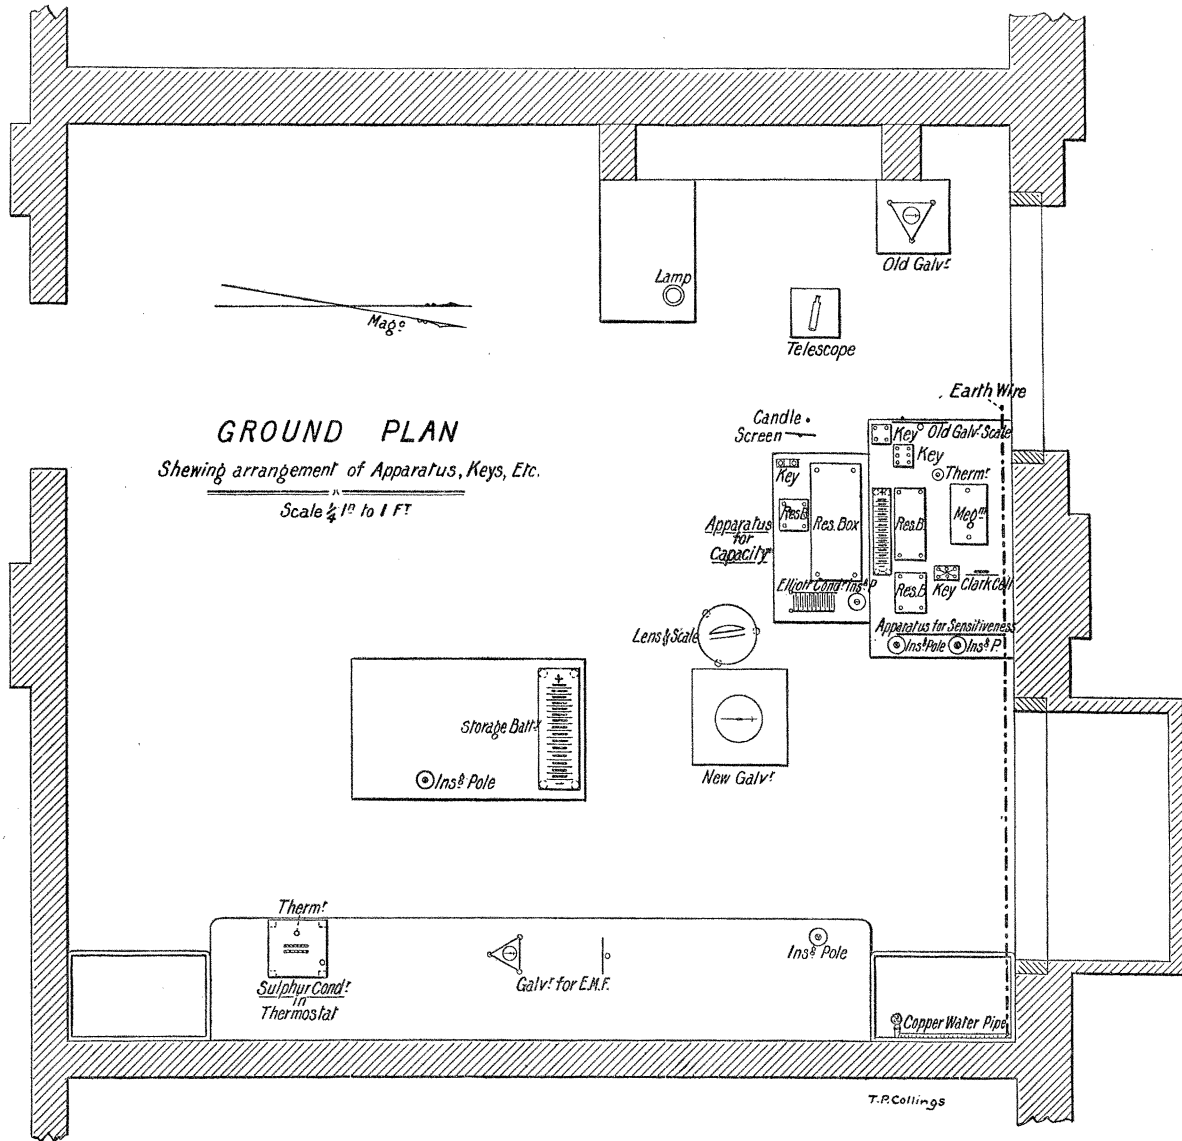 Lamp
Old Galvr.
Mago.
Telescope
Earth Wire
GROUND PLAN
Shewing arrangement of Apparatus, Keys, Etc.
Scale ¼ In to 1 FT
Candle
Screen
Key
Old Galvr. Scale
Key
Key
Thermr.
Res.B
Res. Box
Res.B.
Megm.
Apparatus
for
Capacity
Elliott Condr.
Insg P
Res.B.
Key
Clark Cell
Apparatus for Sensitiveness
Insg Pole
Insg P.
Lens & Scale
Storage Batty
+
-
Insg Pole
New Galvr.
Thermr.
Sulphur Condr.
in
Thermostat
Galvr. for E.M.F.
Insg Pole
Copper Water Pipe
T.P.Collings